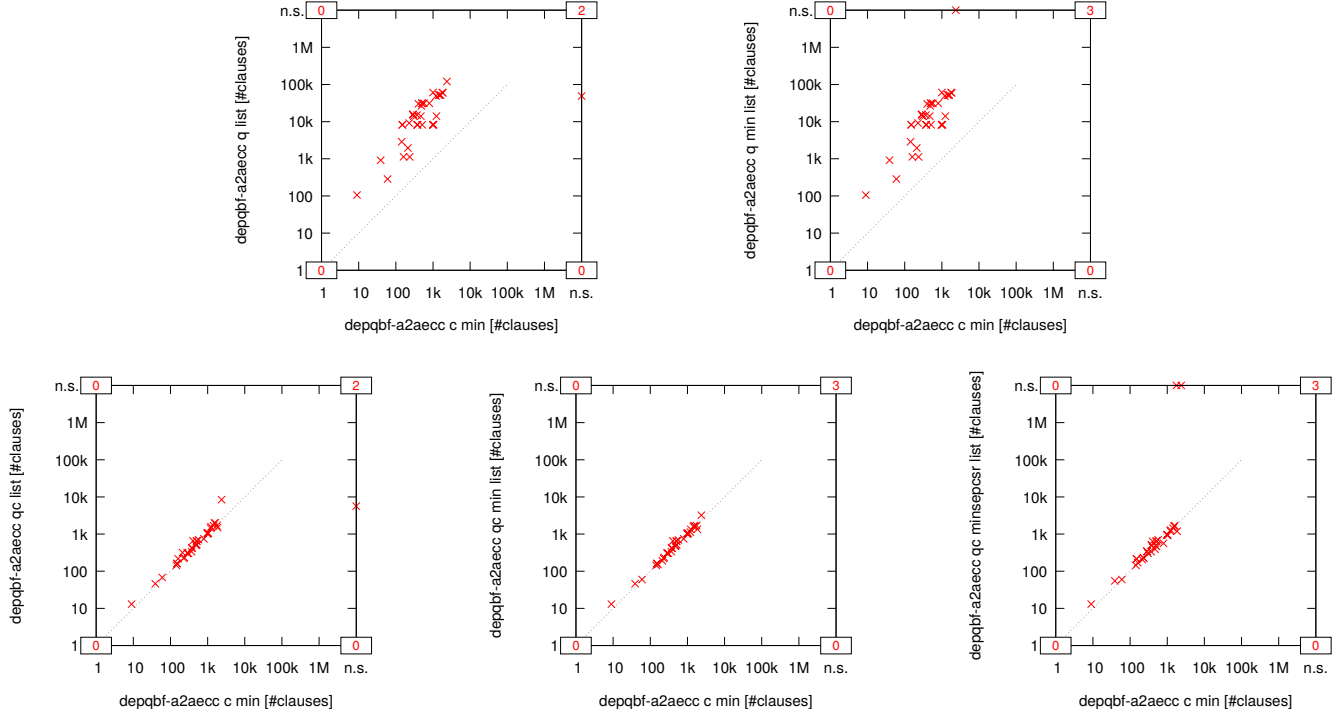 n.s. 0 2
1M
100k
10k
1k
100
10
1 0 0
1 10 100 1k 10k 100k 1M n.s.
depqbf-a2aecc q list [#clauses]
depqbf-a2aecc c min [#clauses]
n.s. 0 3
1M
100k
10k
1k
100
10
1 0 0
1 10 100 1k 10k 100k 1M n.s.
depqbf-a2aecc q min list [#clauses]
depqbf-a2aecc c min [#clauses]
n.s. 0 2
1M
100k
10k
1k
100
10
1 0 0
1 10 100 1k 10k 100k 1M n.s.
depqbf-a2aecc qc list [#clauses]
depqbf-a2aecc c min [#clauses]
n.s. 0 3
1M
100k
10k
1k
100
10
1 0 0
1 10 100 1k 10k 100k 1M n.s.
depqbf-a2aecc qc min list [#clauses]
depqbf-a2aecc c min [#clauses]
n.s. 0 3
1M
100k
10k
1k
100
10
1 0 0
1 10 100 1k 10k 100k 1M n.s.
depqbf-a2aecc qc minsepcsr list [#clauses]
depqbf-a2aecc c min [#clauses]